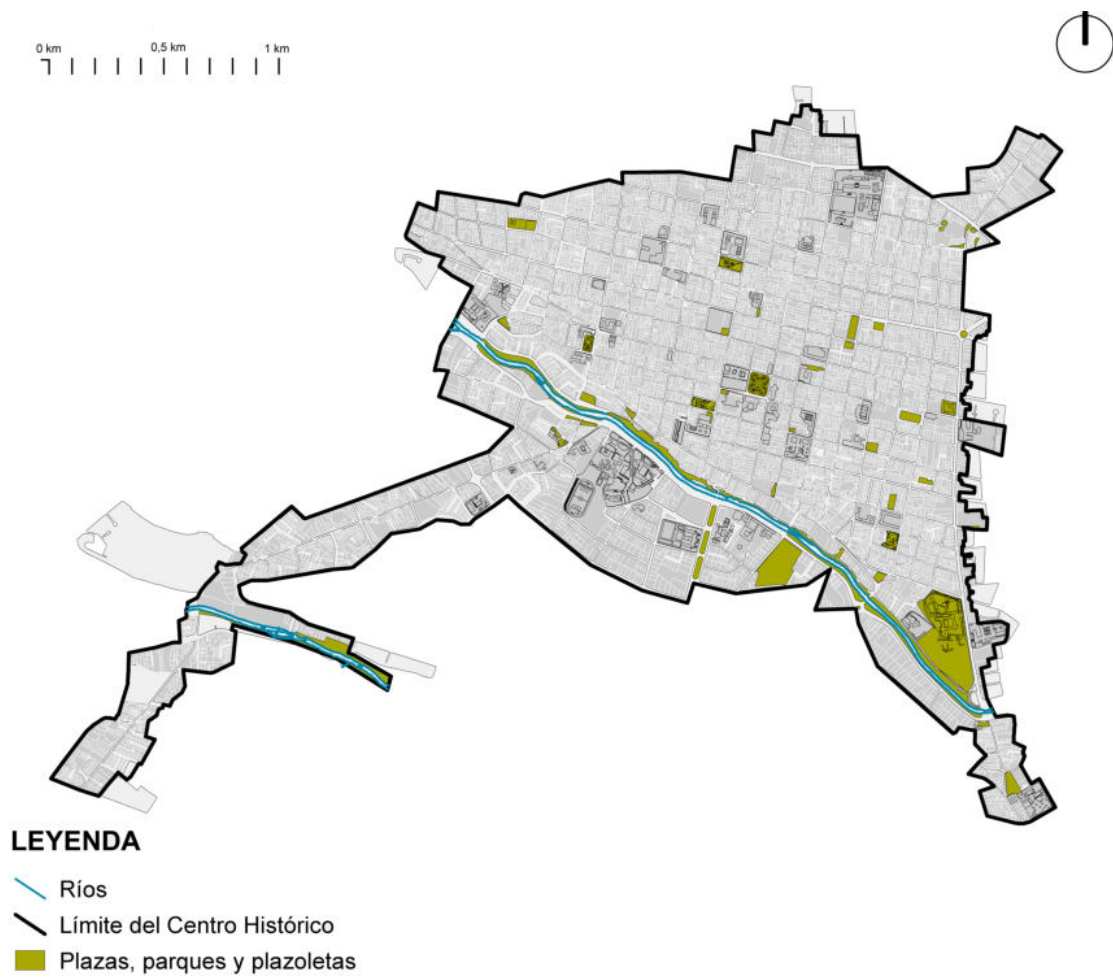 0 km 0,5 km 1 km
LEYENDA
Ríos
Límite del Centro Histórico
Plazas, parques y plazoletas